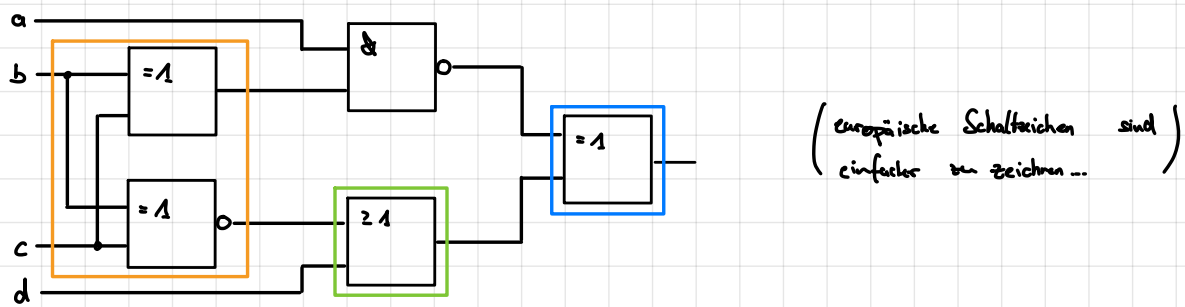 a
&
b
=1
=1
(europäische Schaltzeichen sind
einfacher zu zeichnen...)
=1
≥1
c
d